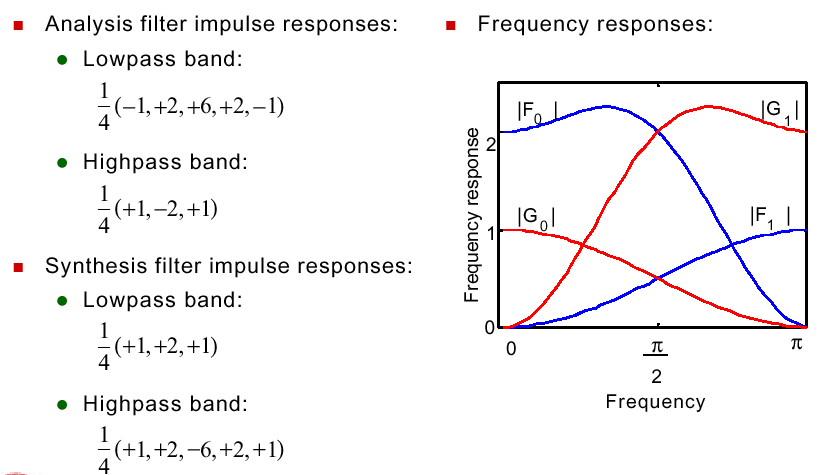 Analysis filter impulse responses:
Lowpass band:
1/4 (−1,+2,+6,+2,−1)
Highpass band:
1/4 (+1,−2,+1)
Synthesis filter impulse responses:
Lowpass band:
1/4 (+1,+2,+1)
Highpass band:
1/4 (+1,+2,−6,+2,+1)
Frequency responses:
|F₀ |
|G₁|
2
|G₀|
|F₁ |
1
0
Frequency response
0
π/2
π
Frequency